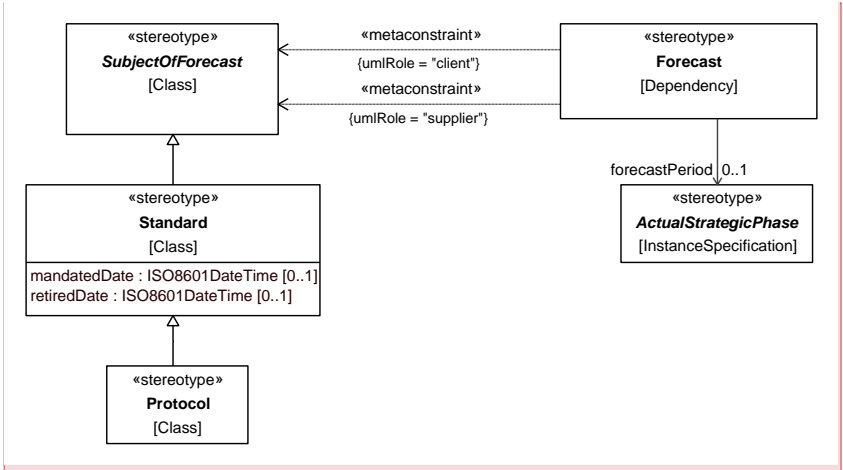 «stereotype»
SubjectOfForecast
[Class]
«metaconstraint»
{umlRole = "client"}
«metaconstraint»
{umlRole = "supplier"}
«stereotype»
Forecast
[Dependency]
forecastPeriod 0..1
«stereotype»
ActualStrategicPhase
[InstanceSpecification]
«stereotype»
Standard
[Class]
mandatedDate : ISO8601DateTime [0..1]
retiredDate : ISO8601DateTime [0..1]
«stereotype»
Protocol
[Class]